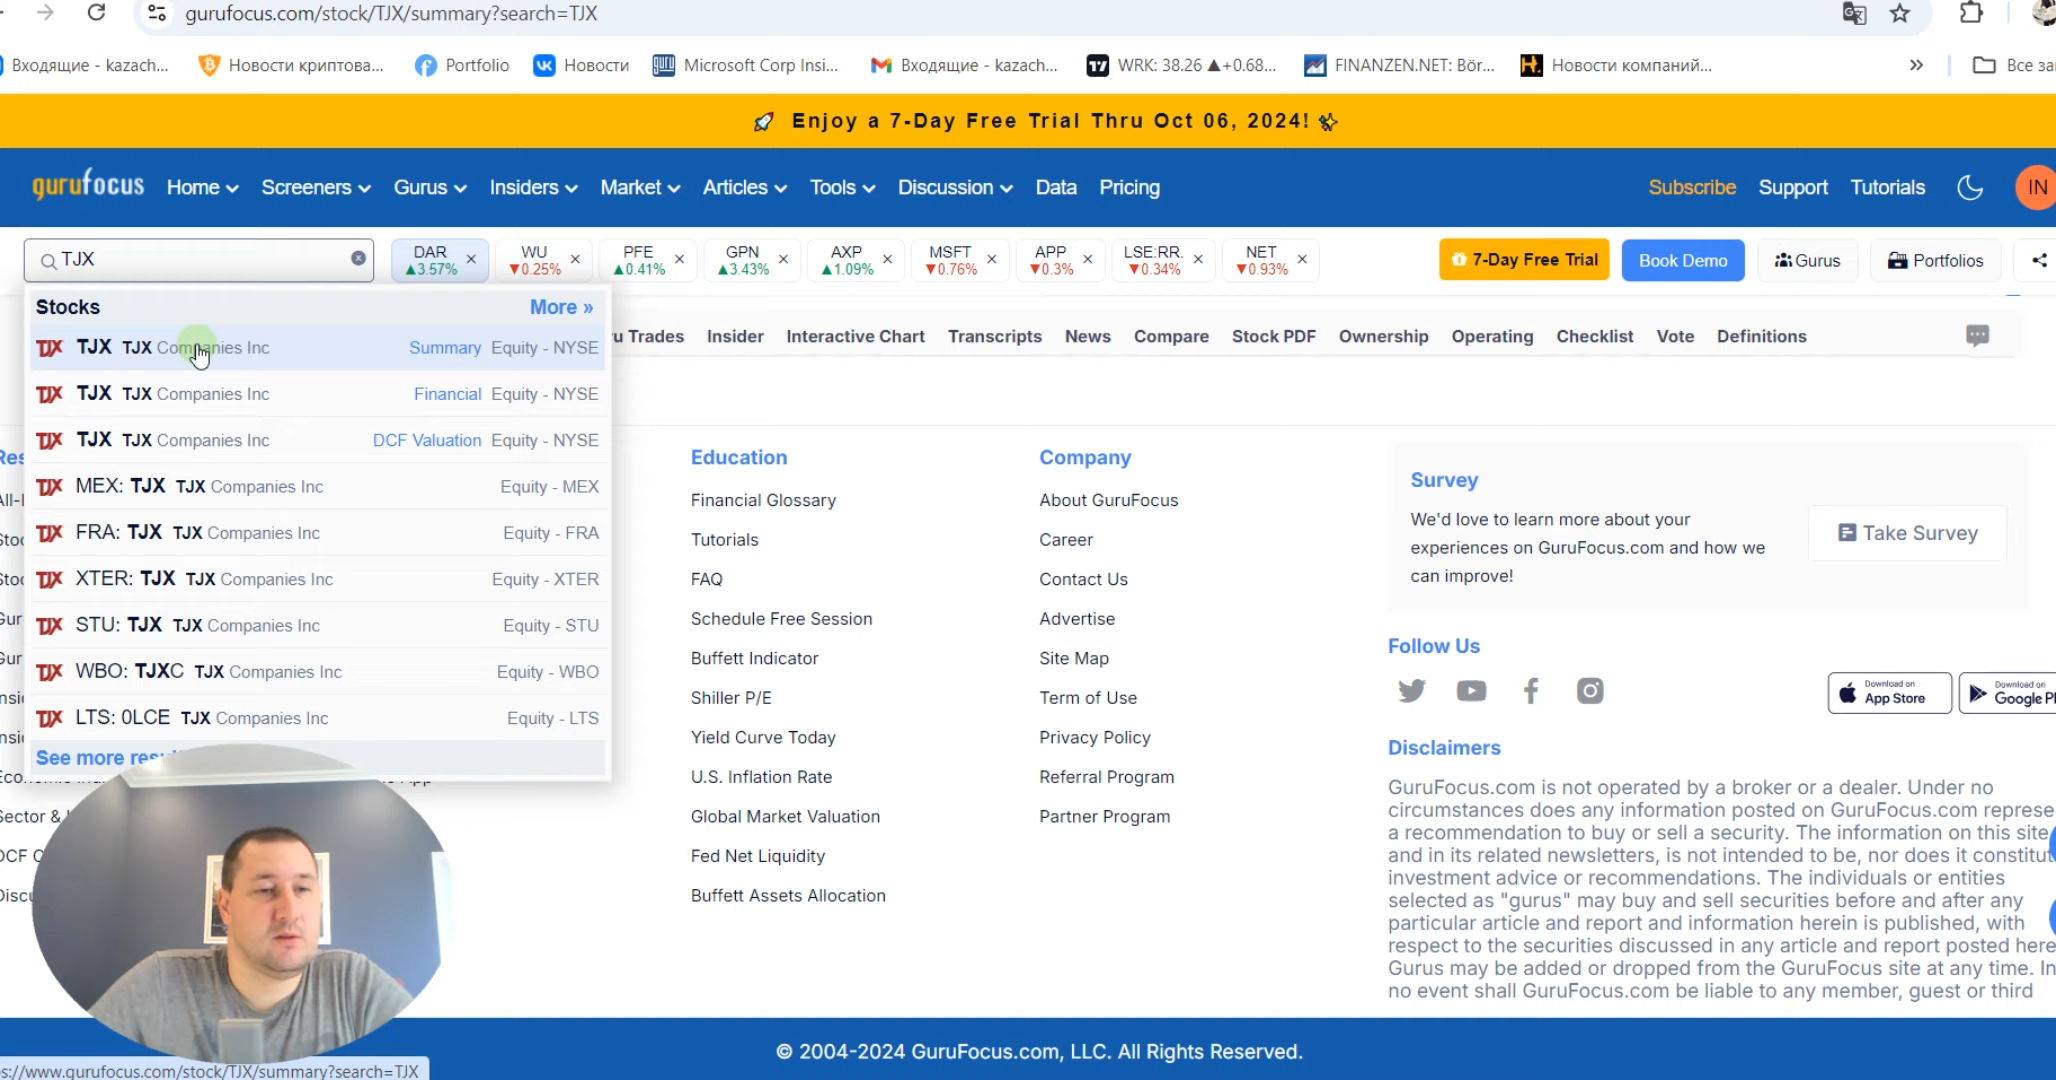 gurufocus.com/stock/TJX/summary?search=TJX
Входящие - kazach... Новости криптова... Portfolio Новости Microsoft Corp Insi... Входящие - kazach... WRK: 38.26 ▲+0.68... FINANZEN.NET: Bör... Новости компаний... » Все за
Enjoy a 7-Day Free Trial Thru Oct 06, 2024!
gurufocus Home Screeners Gurus Insiders Market Articles Tools Discussion Data Pricing Subscribe Support Tutorials IN
TJX
DAR WU PFE GPN AXP MSFT APP LSE:RR. NET
▲3.57% ▼0.25% ▲0.41% ▲3.43% ▲1.09% ▼0.76% ▼0.3% ▼0.34% ▼0.93%
7-Day Free Trial Book Demo Gurus Portfolios
Stocks More »
u Trades Insider Interactive Chart Transcripts News Compare Stock PDF Ownership Operating Checklist Vote Definitions
TJX TJX Companies Inc Summary Equity - NYSE
TJX TJX Companies Inc Financial Equity - NYSE
TJX TJX Companies Inc DCF Valuation Equity - NYSE
MEX: TJX TJX Companies Inc Equity - MEX
FRA: TJX TJX Companies Inc Equity - FRA
XTER: TJX TJX Companies Inc Equity - XTER
STU: TJX TJX Companies Inc Equity - STU
WBO: TJXC TJX Companies Inc Equity - WBO
LTS: 0LCE TJX Companies Inc Equity - LTS
See more resu
Education
Financial Glossary
Tutorials
FAQ
Schedule Free Session
Buffett Indicator
Shiller P/E
Yield Curve Today
U.S. Inflation Rate
Global Market Valuation
Fed Net Liquidity
Buffett Assets Allocation
Company
About GuruFocus
Career
Contact Us
Advertise
Site Map
Term of Use
Privacy Policy
Referral Program
Partner Program
Survey
We'd love to learn more about your
experiences on GuruFocus.com and how we
can improve!
Take Survey
Follow Us
Download on
App Store
Download on
Google Pl
Disclaimers
GuruFocus.com is not operated by a broker or a dealer. Under no
circumstances does any information posted on GuruFocus.com represe
a recommendation to buy or sell a security. The information on this site
and in its related newsletters, is not intended to be, nor does it constitut
investment advice or recommendations. The individuals or entities
selected as "gurus" may buy and sell securities before and after any
particular article and report and information herein is published, with
respect to the securities discussed in any article and report posted here
Gurus may be added or dropped from the GuruFocus site at any time. In
no event shall GuruFocus.com be liable to any member, guest or third
© 2004-2024 GuruFocus.com, LLC. All Rights Reserved.
s://www.gurufocus.com/stock/TJX/summary?search=TJX